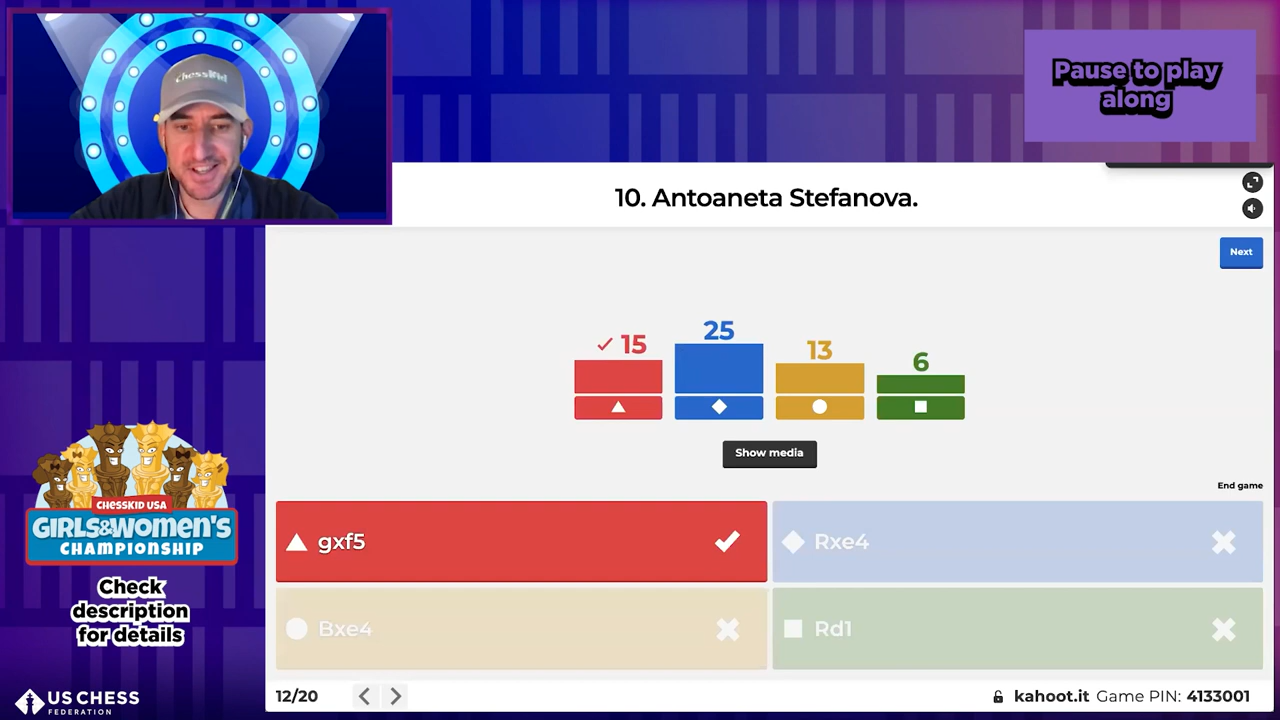 ChessKid
Pause to play
along
10. Antoaneta Stefanova.
Next
15
25
13
6
Show media
End game
gxf5
Rxe4
Bxe4
Rd1
CHESSKID USA
GIRLS&WOMEN'S
CHAMPIONSHIP
Check
description
for details
US CHESS
FEDERATION
12/20
kahoot.it Game PIN: 4133001